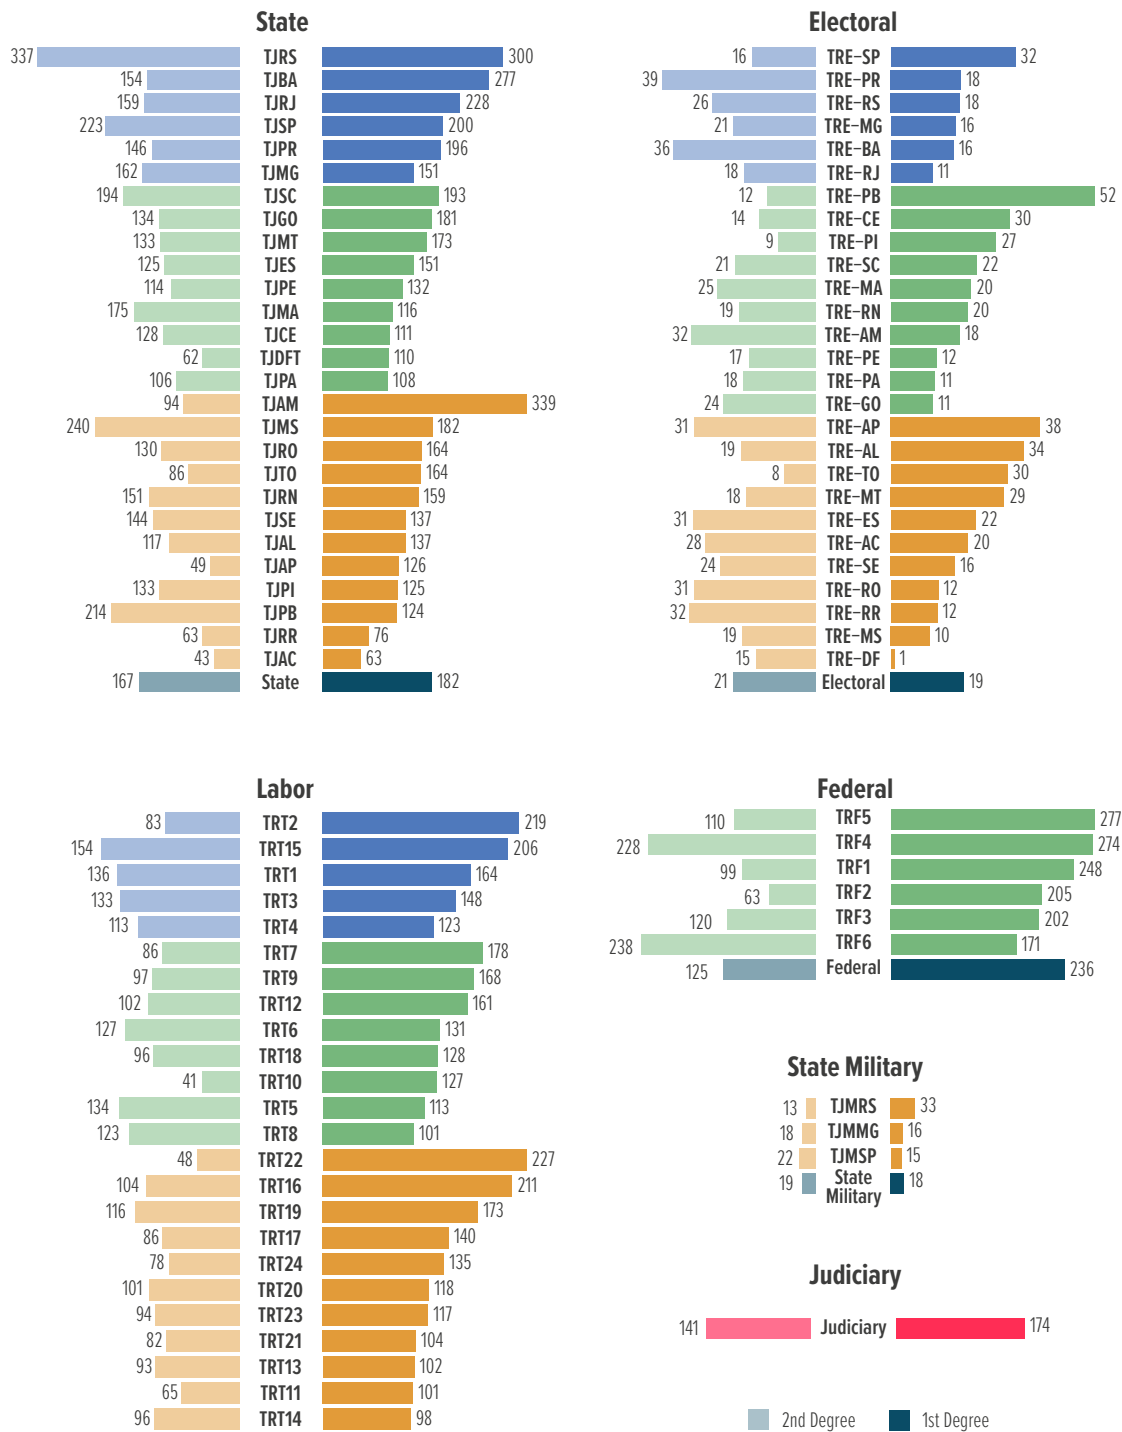 State
337 TJRS 300
154 TJBA 277
159 TJRJ 228
223 TJSP 200
146 TJPR 196
162 TJMG 151
194 TJSC 193
134 TJGO 181
133 TJMT 173
125 TJES 151
114 TJPE 132
175 TJMA 116
128 TJCE 111
62 TJDFT 110
106 TJPA 108
94 TJAM 339
240 TJMS 182
130 TJRO 164
86 TJTO 164
151 TJRN 159
144 TJSE 137
117 TJAL 137
49 TJAP 126
133 TJPI 125
214 TJPB 124
63 TJRR 76
43 TJAC 63
167 State 182
Electoral
16 TRE-SP 32
39 TRE-PR 18
26 TRE-RS 18
21 TRE-MG 16
36 TRE-BA 16
18 TRE-RJ 11
12 TRE-PB 52
14 TRE-CE 30
9 TRE-PI 27
21 TRE-SC 22
25 TRE-MA 20
19 TRE-RN 20
32 TRE-AM 18
17 TRE-PE 12
18 TRE-PA 11
24 TRE-GO 11
31 TRE-AP 38
19 TRE-AL 34
8 TRE-TO 30
18 TRE-MT 29
31 TRE-ES 22
28 TRE-AC 20
24 TRE-SE 16
31 TRE-RO 12
32 TRE-RR 12
19 TRE-MS 10
15 TRE-DF 1
21 Electoral 19
Labor
83 TRT2 219
154 TRT15 206
136 TRT1 164
133 TRT3 148
113 TRT4 123
86 TRT7 178
97 TRT9 168
102 TRT12 161
127 TRT6 131
96 TRT18 128
41 TRT10 127
134 TRT5 113
123 TRT8 101
48 TRT22 227
104 TRT16 211
116 TRT19 173
86 TRT17 140
78 TRT24 135
101 TRT20 118
94 TRT23 117
82 TRT21 104
93 TRT13 102
65 TRT11 101
96 TRT14 98
Federal
110 TRF5 277
228 TRF4 274
99 TRF1 248
63 TRF2 205
120 TRF3 202
238 TRF6 171
125 Federal 236
State Military
13 TJMRS 33
18 TJMMG 16
22 TJMSP 15
19 State 18
Military
Judiciary
141 Judiciary 174
2nd Degree 1st Degree